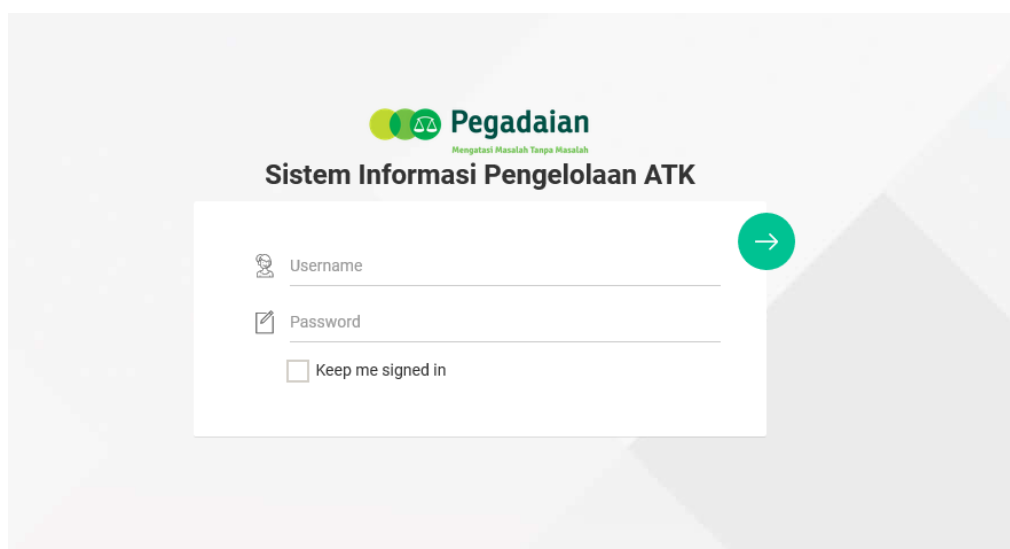 Pegadaian
Mengatasi Masalah Tanpa Masalah
Sistem Informasi Pengelolaan ATK
Username
Password
Keep me signed in